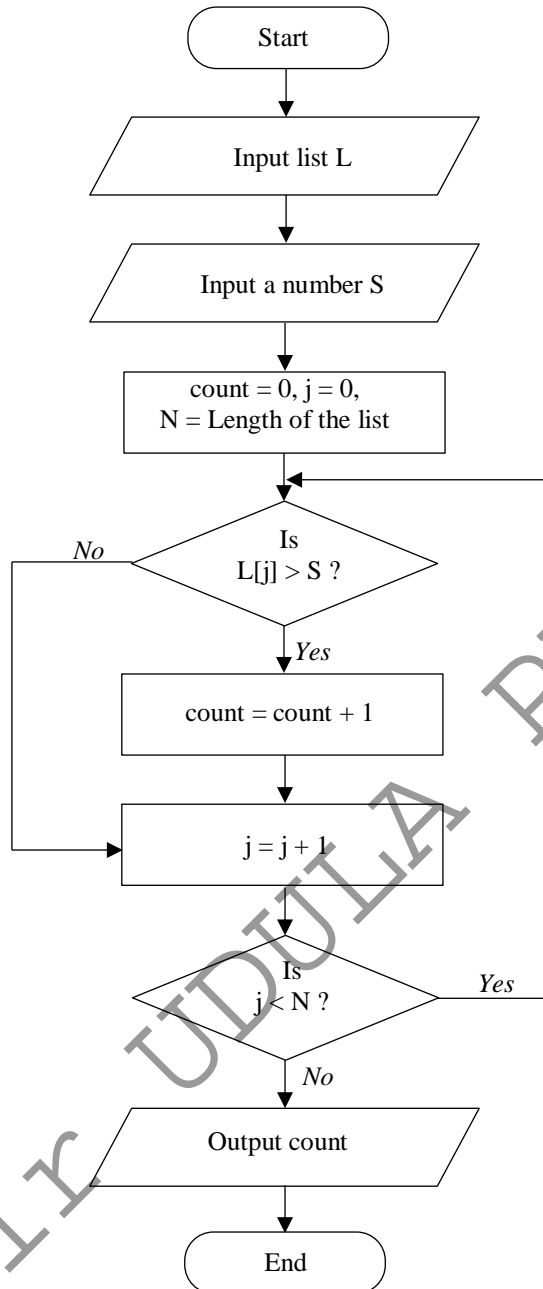 Start
Input list L
Input a number S
count = 0, j = 0,
N = Length of the list
Is
L[j] > S ?
No
Yes
count = count + 1
j = j + 1
Is
j < N ?
Yes
No
Output count
End
UDULA